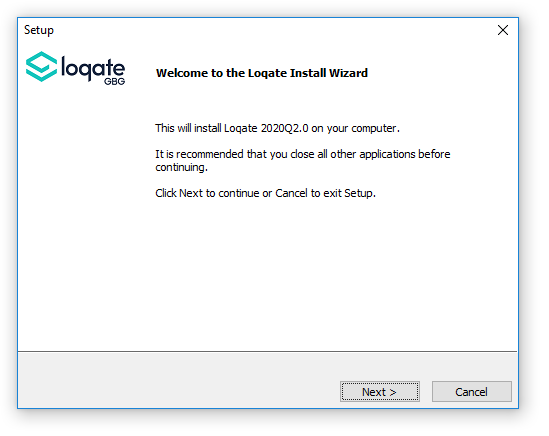 Setup
loqate
GBG
Welcome to the Loqate Install Wizard
This will install Loqate 2020Q2.0 on your computer.
It is recommended that you close all other applications before
continuing.
Click Next to continue or Cancel to exit Setup.
Next >
Cancel